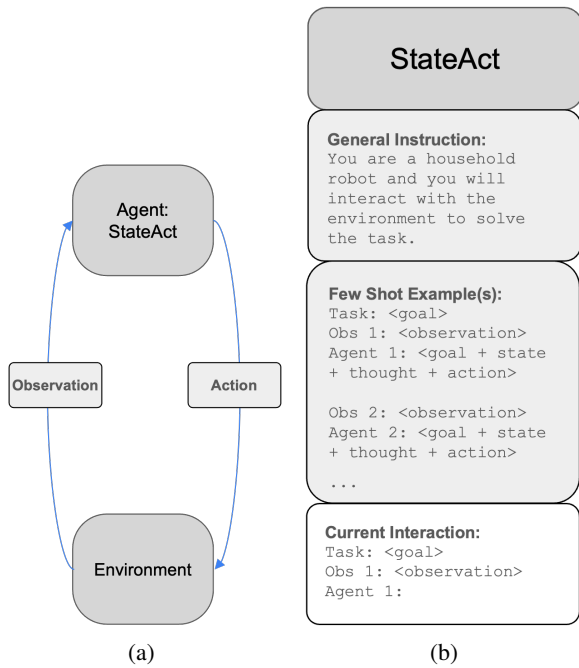 Agent:
StateAct
Observation
Action
Environment
(a)
StateAct
General Instruction:
You are a household
robot and you will
interact with the
environment to solve
the task.
Few Shot Example(s):
Task: <goal>
Obs 1: <observation>
Agent 1: <goal + state
+ thought + action>
Obs 2: <observation>
Agent 2: <goal + state
+ thought + action>
...
Current Interaction:
Task: <goal>
Obs 1: <observation>
Agent 1:
(b)